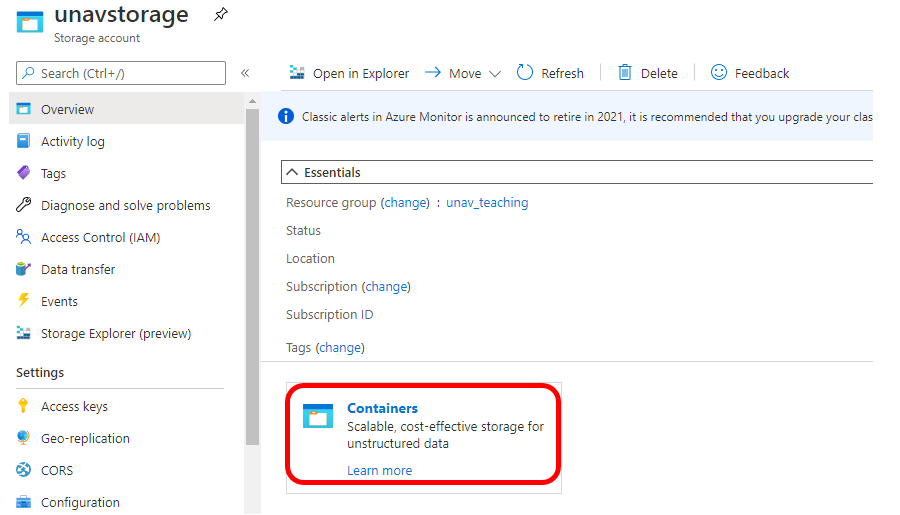 unavstorage
Storage account
Search (Ctrl+/)
«
Overview
Activity log
Tags
Diagnose and solve problems
Access Control (IAM)
Data transfer
Events
Storage Explorer (preview)
Settings
Access keys
Geo-replication
CORS
Configuration
Open in Explorer Move Refresh Delete Feedback
Classic alerts in Azure Monitor is announced to retire in 2021, it is recommended that you upgrade your clas
Essentials
Resource group (change) : unav_teaching
Status
Location
Subscription (change)
Subscription ID
Tags (change)
Containers
Scalable, cost-effective storage for
unstructured data
Learn more